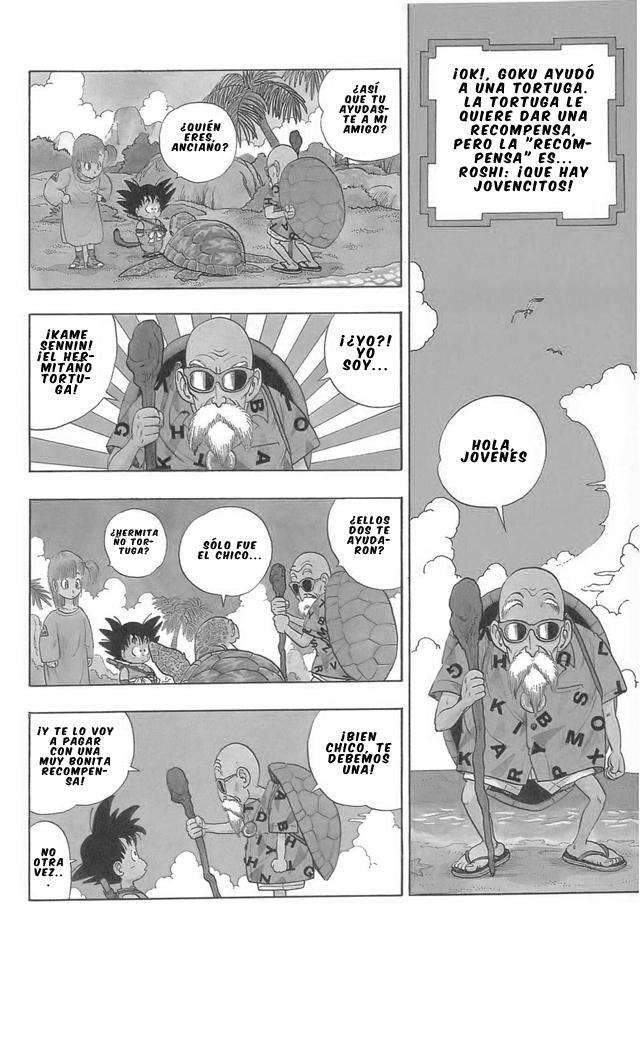 ¡OK!, GOKU AYUDÓ
A UNA TORTUGA.
LA TORTUGA LE
QUIERE DAR UNA
RECOMPENSA,
PERO LA "RECOM-
PENSA" ES...
ROSHI: ¡QUE HAY
JOVENCITOS!
HOLA,
JOVENES
¿ASÍ
QUE TU
AYUDAS-
TE A MI
AMIGO?
¿QUIÉN
ERES,
ANCIANO?
¡¿YO?!
YO
SOY...
¡KAME
SENNIN!
¡EL HER-
MITANO
TORTU-
GA!
¿ELLOS
DOS TE
AYUDA-
RON?
SÓLO FUE
EL CHICO...
¿HERMITA
NO TOR-
TUGA?
¡BIEN
CHICO, TE
DEBEMOS
UNA!
¡Y TE LO VOY
A PAGAR
CON UNA
MUY BONITA
RECOMPEN-
SA!
NO
OTRA
VEZ..
.